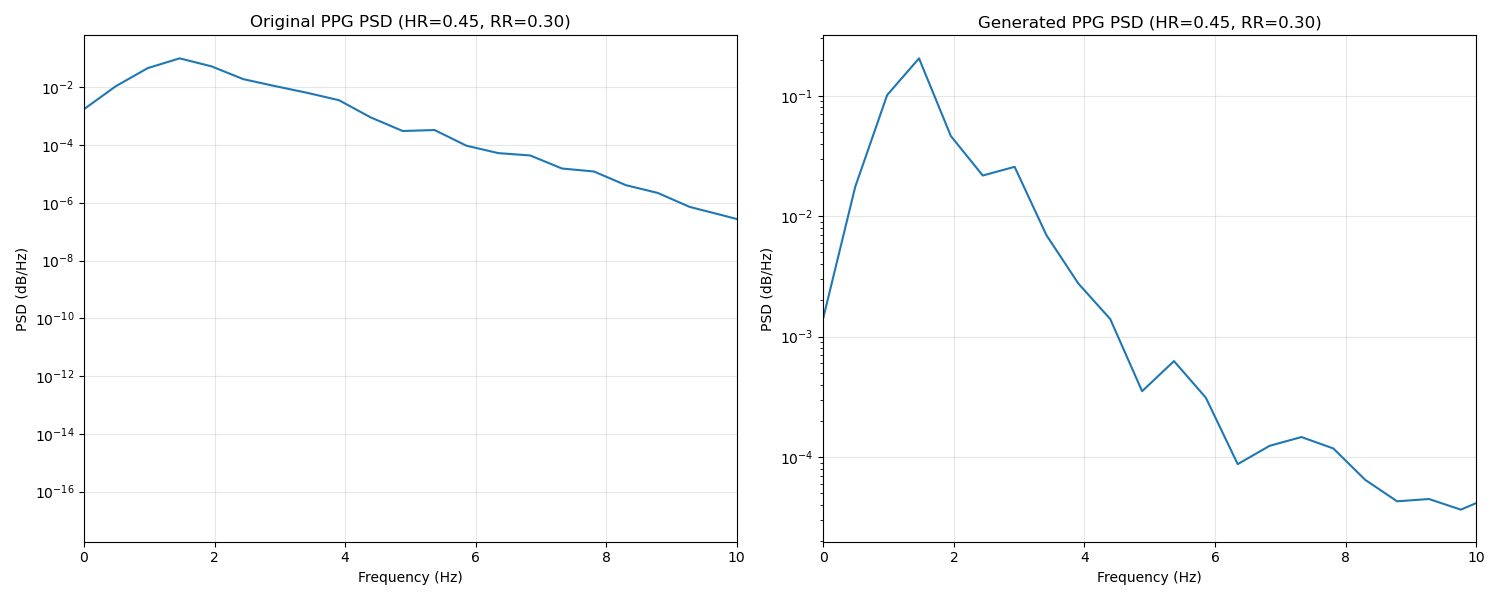 Original PPG PSD (HR=0.45, RR=0.30)
PSD (dB/Hz)
10⁻²
10⁻⁴
10⁻⁶
10⁻⁸
10⁻¹⁰
10⁻¹²
10⁻¹⁴
10⁻¹⁶
0 2 4 6 8 10
Frequency (Hz)
Generated PPG PSD (HR=0.45, RR=0.30)
PSD (dB/Hz)
10⁻¹
10⁻²
10⁻³
10⁻⁴
0 2 4 6 8 10
Frequency (Hz)